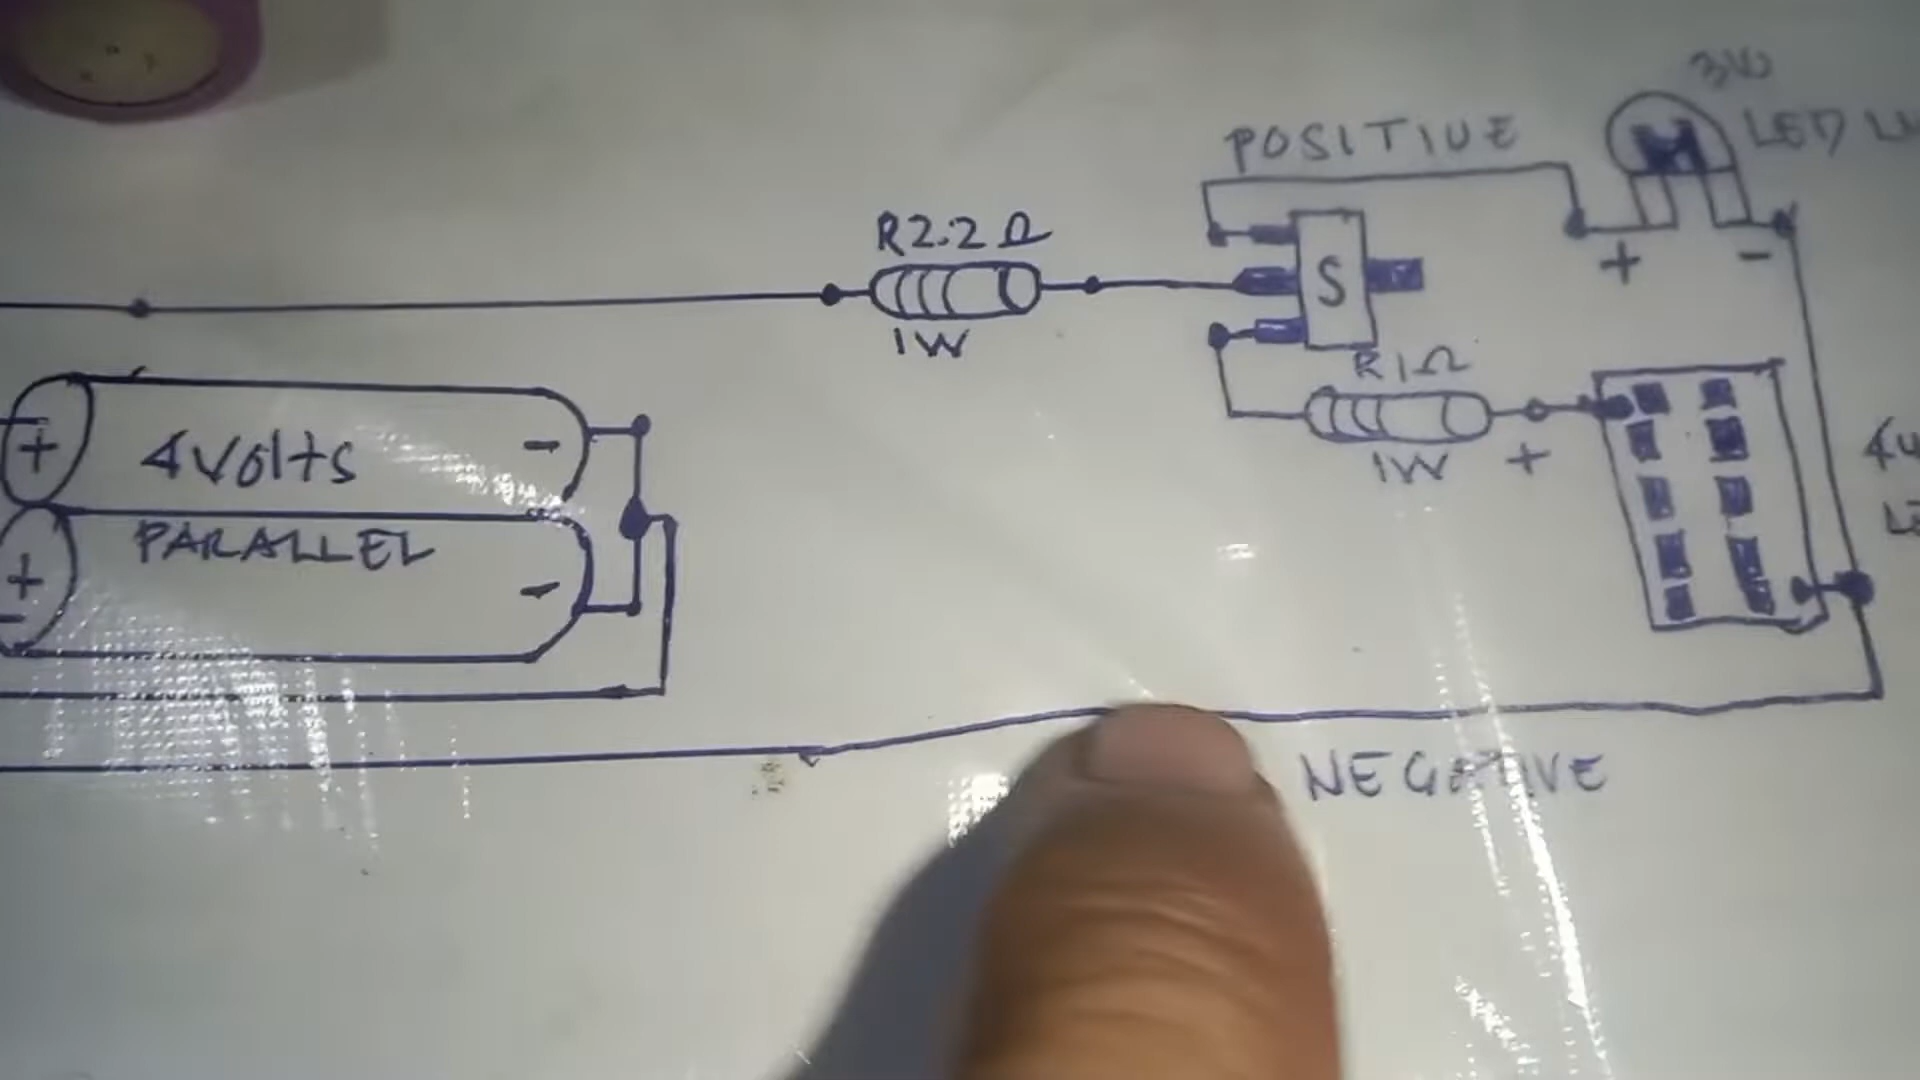 3W
POSITIVE
LED
R2.2Ω
1W
S
+ -
R1Ω
1W
+
+ 4Volts -
PARALLEL
+ -
NEGATIVE